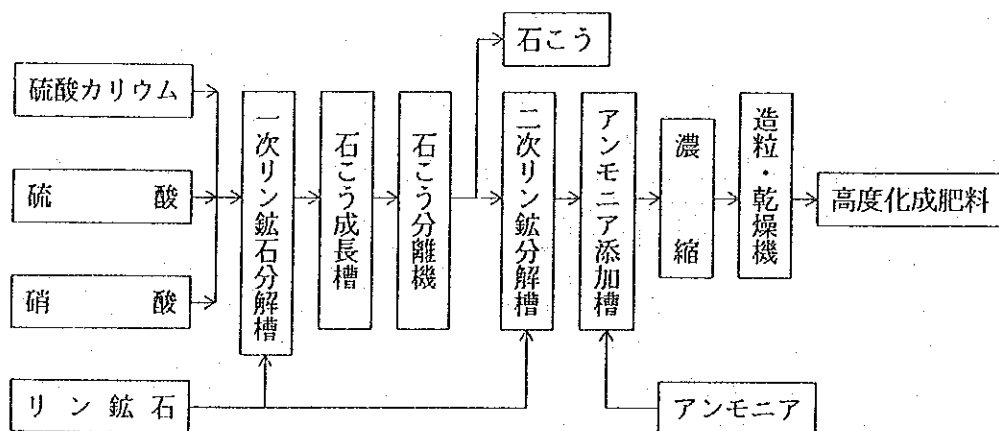 石こう
硫酸カリウム
硫酸
硝酸
リン鉱石
一次リン鉱石分解槽
石こう成長槽
石こう分離機
二次リン鉱分解槽
アンモニア添加槽
濃縮
造粒・乾燥機
高度化成肥料
アンモニア